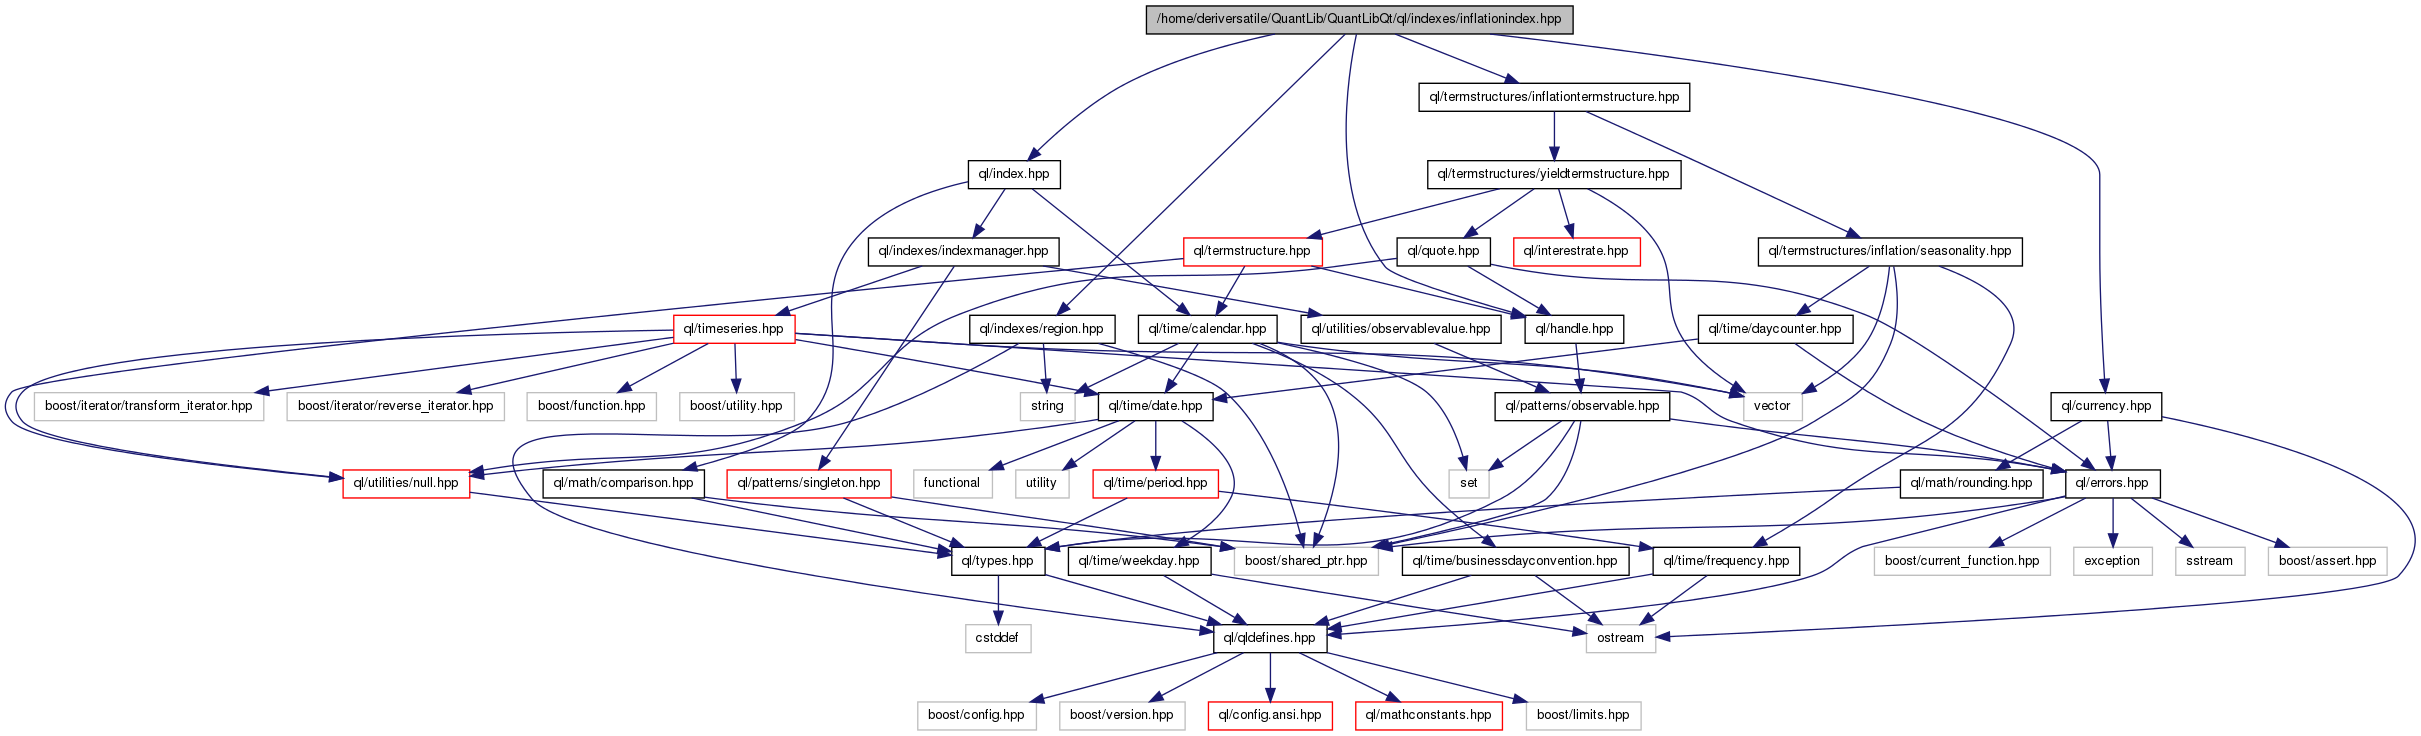 /home/deriversatile/QuantLib/QuantLibQt/ql/indexes/inflationindex.hpp
ql/termstructures/inflationtermstructure.hpp
ql/index.hpp
ql/termstructures/yieldtermstructure.hpp
ql/indexes/indexmanager.hpp
ql/termstructure.hpp
ql/quote.hpp
ql/interestrate.hpp
ql/termstructures/inflation/seasonality.hpp
ql/timeseries.hpp
ql/indexes/region.hpp
ql/time/calendar.hpp
ql/utilities/observablevalue.hpp
ql/handle.hpp
ql/time/daycounter.hpp
boost/iterator/transform_iterator.hpp
boost/iterator/reverse_iterator.hpp
boost/function.hpp
boost/utility.hpp
string
ql/time/date.hpp
ql/patterns/observable.hpp
vector
ql/currency.hpp
ql/utilities/null.hpp
ql/math/comparison.hpp
ql/patterns/singleton.hpp
functional
utility
ql/time/period.hpp
set
ql/math/rounding.hpp
ql/errors.hpp
ql/types.hpp
ql/time/weekday.hpp
boost/shared_ptr.hpp
ql/time/businessdayconvention.hpp
ql/time/frequency.hpp
boost/current_function.hpp
exception
sstream
boost/assert.hpp
cstddef
ql/qldefines.hpp
ostream
boost/config.hpp
boost/version.hpp
ql/config.ansi.hpp
ql/mathconstants.hpp
boost/limits.hpp